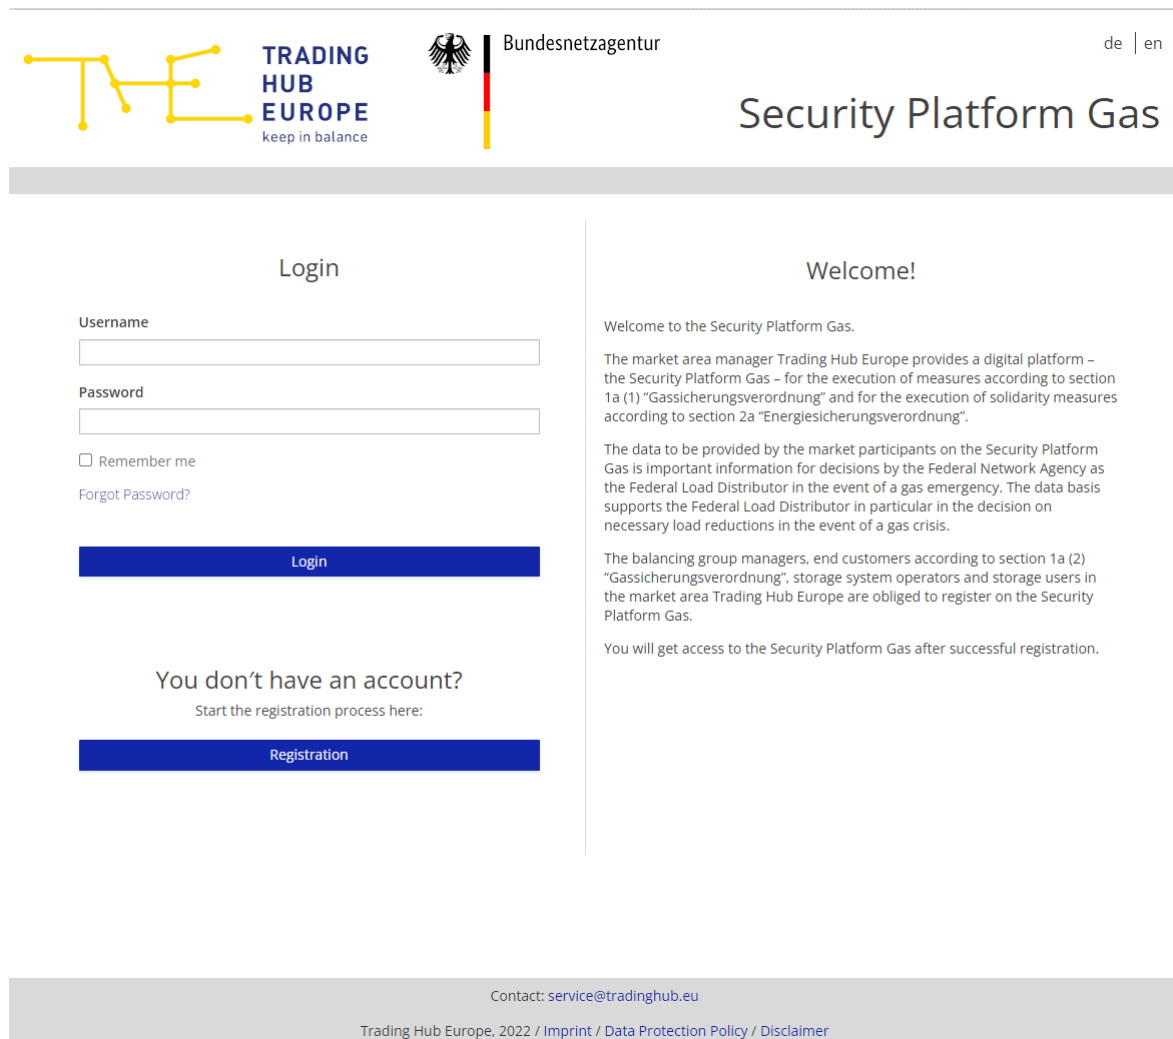 TRADING
HUB
EUROPE
keep in balance
Bundesnetzagentur
de | en
Security Platform Gas
Login
Username
Password
Remember me
Forgot Password?
Login
You don′t have an account?
Start the registration process here:
Registration
Welcome!
Welcome to the Security Platform Gas.
The market area manager Trading Hub Europe provides a digital platform –
the Security Platform Gas – for the execution of measures according to section
1a (1) “Gassicherungsverordnung” and for the execution of solidarity measures
according to section 2a “Energiesicherungsverordnung”.
The data to be provided by the market participants on the Security Platform
Gas is important information for decisions by the Federal Network Agency as
the Federal Load Distributor in the event of a gas emergency. The data basis
supports the Federal Load Distributor in particular in the decision on
necessary load reductions in the event of a gas crisis.
The balancing group managers, end customers according to section 1a (2)
“Gassicherungsverordnung”, storage system operators and storage users in
the market area Trading Hub Europe are obliged to register on the Security
Platform Gas.
You will get access to the Security Platform Gas after successful registration.
Contact: service@tradinghub.eu
Trading Hub Europe, 2022 / Imprint / Data Protection Policy / Disclaimer